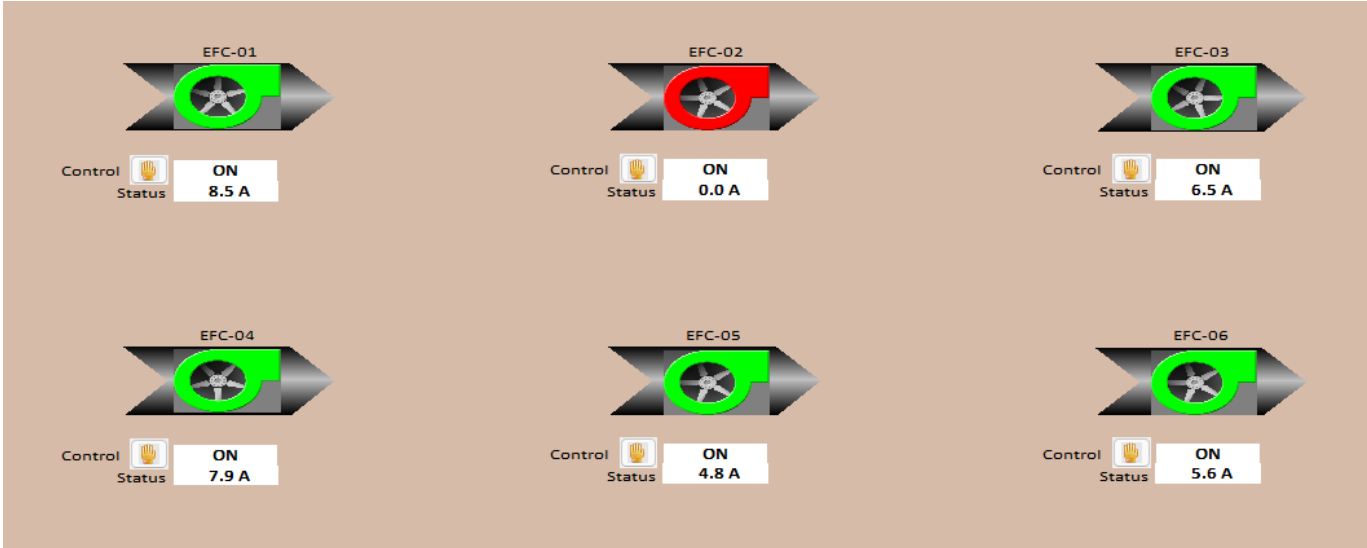 EFC-01 EFC-02 EFC-03
Control ON Control ON Control ON
Status 8.5 A Status 0.0 A Status 6.5 A
EFC-04 EFC-05 EFC-06
Control ON Control ON Control ON
Status 7.9 A Status 4.8 A Status 5.6 A